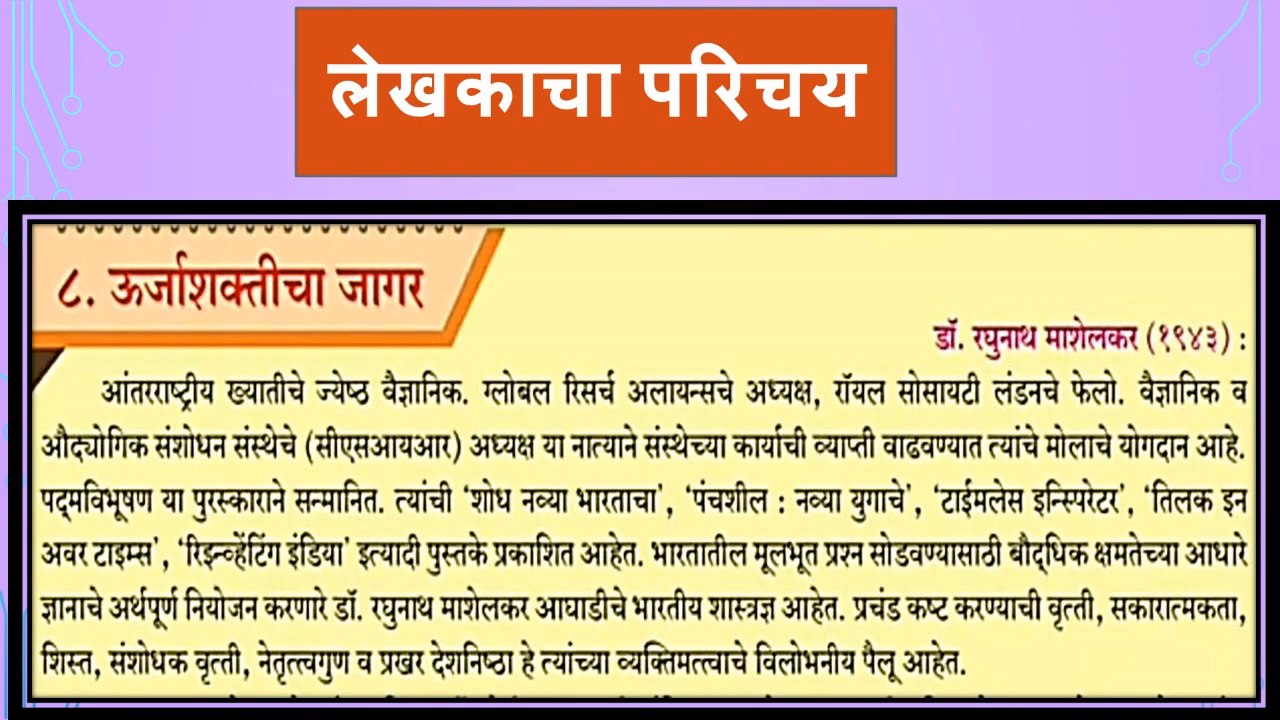 लेखकाचा परिचय
८. ऊर्जाशक्तीचा जागर
डॉ. रघुनाथ माशेलकर (१९४३) :
आंतरराष्ट्रीय ख्यातीचे ज्येष्ठ वैज्ञानिक. ग्लोबल रिसर्च अलायन्सचे अध्यक्ष, रॉयल सोसायटी लंडनचे फेलो. वैज्ञानिक व
औद्योगिक संशोधन संस्थेचे (सीएसआयआर) अध्यक्ष या नात्याने संस्थेच्या कार्याची व्याप्ती वाढवण्यात त्यांचे मोलाचे योगदान आहे.
पद्मविभूषण या पुरस्काराने सन्मानित. त्यांची ‘शोध नव्या भारताचा’, ‘पंचशील : नव्या युगाचे’, ‘टाईमलेस इन्स्पिरेटर’, ‘तिलक इन
अवर टाइम्स’, ‘रिइन्व्हेंटिंग इंडिया’ इत्यादी पुस्तके प्रकाशित आहेत. भारतातील मूलभूत प्रश्न सोडवण्यासाठी बौद्धिक क्षमतेच्या आधारे
ज्ञानाचे अर्थपूर्ण नियोजन करणारे डॉ. रघुनाथ माशेलकर आघाडीचे भारतीय शास्त्रज्ञ आहेत. प्रचंड कष्ट करण्याची वृत्ती, सकारात्मकता,
शिस्त, संशोधक वृत्ती, नेतृत्त्वगुण व प्रखर देशनिष्ठा हे त्यांच्या व्यक्तिमत्त्वाचे विलोभनीय पैलू आहेत.